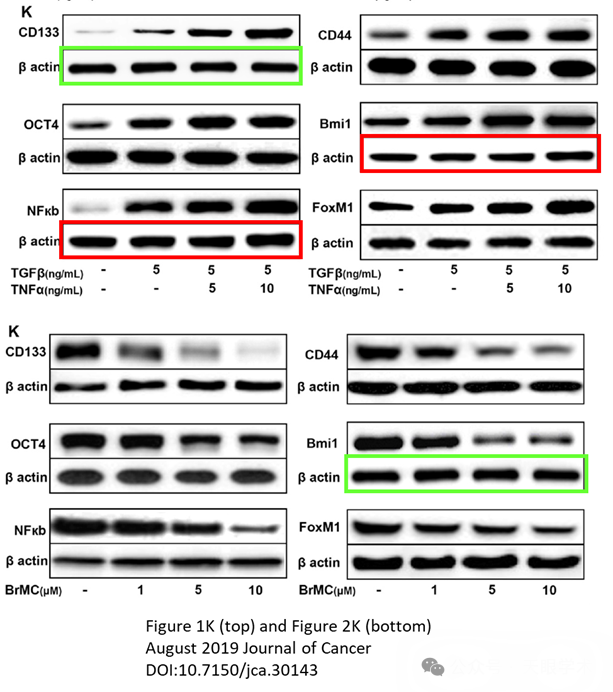 K
CD133
β actin
CD44
β actin
OCT4
β actin
Bmi1
β actin
NFκb
β actin
FoxM1
β actin
TGFβ(ng/mL) - 5 5 5
TNFα(ng/mL) - 5 10
TGFβ(ng/mL) - 5 5 5
TNFα(ng/mL) - 5 10
K
CD133
β actin
CD44
β actin
OCT4
β actin
Bmi1
β actin
NFκb
β actin
FoxM1
β actin
BrMC(μM) - 1 5 10
BrMC(μM) - 1 5 10
Figure 1K (top) and Figure 2K (bottom)
August 2019 Journal of Cancer
DOI:10.7150/jca.30143